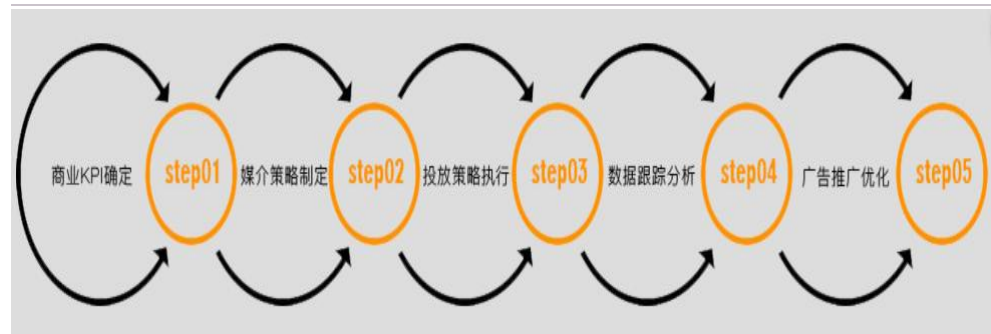 商业KPI确定
step01
媒介策略制定
step02
投放策略执行
step03
数据跟踪分析
step04
广告推广优化
step05